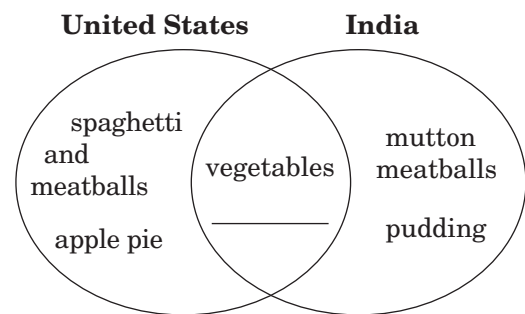 United States
India
spaghetti
and
meatballs
apple pie
vegetables
mutton
meatballs
pudding